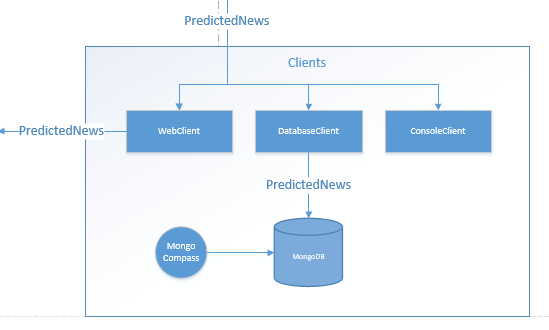 PredictedNews
Clients
WebClient
DatabaseClient
ConsoleClient
PredictedNews
PredictedNews
Mongo
Compass
MongoDB